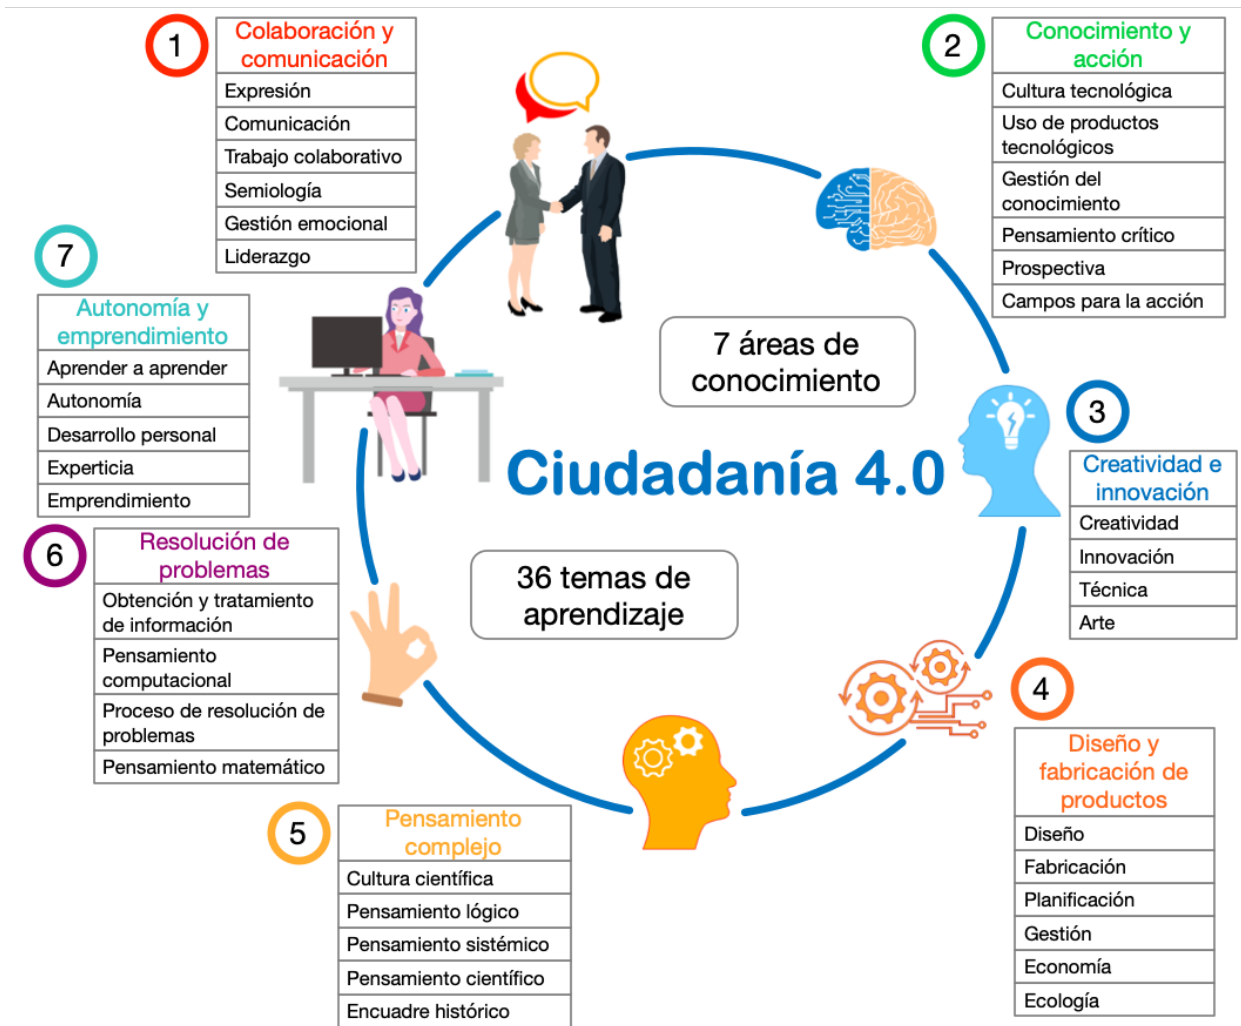 1
Colaboración y
comunicación
Expresión
Comunicación
Trabajo colaborativo
Semiología
Gestión emocional
Liderazgo
2
Conocimiento y
acción
Cultura tecnológica
Uso de productos
tecnológicos
Gestión del
conocimiento
Pensamiento crítico
Prospectiva
Campos para la acción
3
Creatividad e
innovación
Creatividad
Innovación
Técnica
Arte
4
Diseño y
fabricación de
productos
Diseño
Fabricación
Planificación
Gestión
Economía
Ecología
5
Pensamiento
complejo
Cultura científica
Pensamiento lógico
Pensamiento sistémico
Pensamiento científico
Encuadre histórico
6
Resolución de
problemas
Obtención y tratamiento
de información
Pensamiento
computacional
Proceso de resolución de
problemas
Pensamiento matemático
7
Autonomía y
emprendimiento
Aprender a aprender
Autonomía
Desarrollo personal
Experticia
Emprendimiento
7 áreas de
conocimiento
Ciudadanía 4.0
36 temas de
aprendizaje